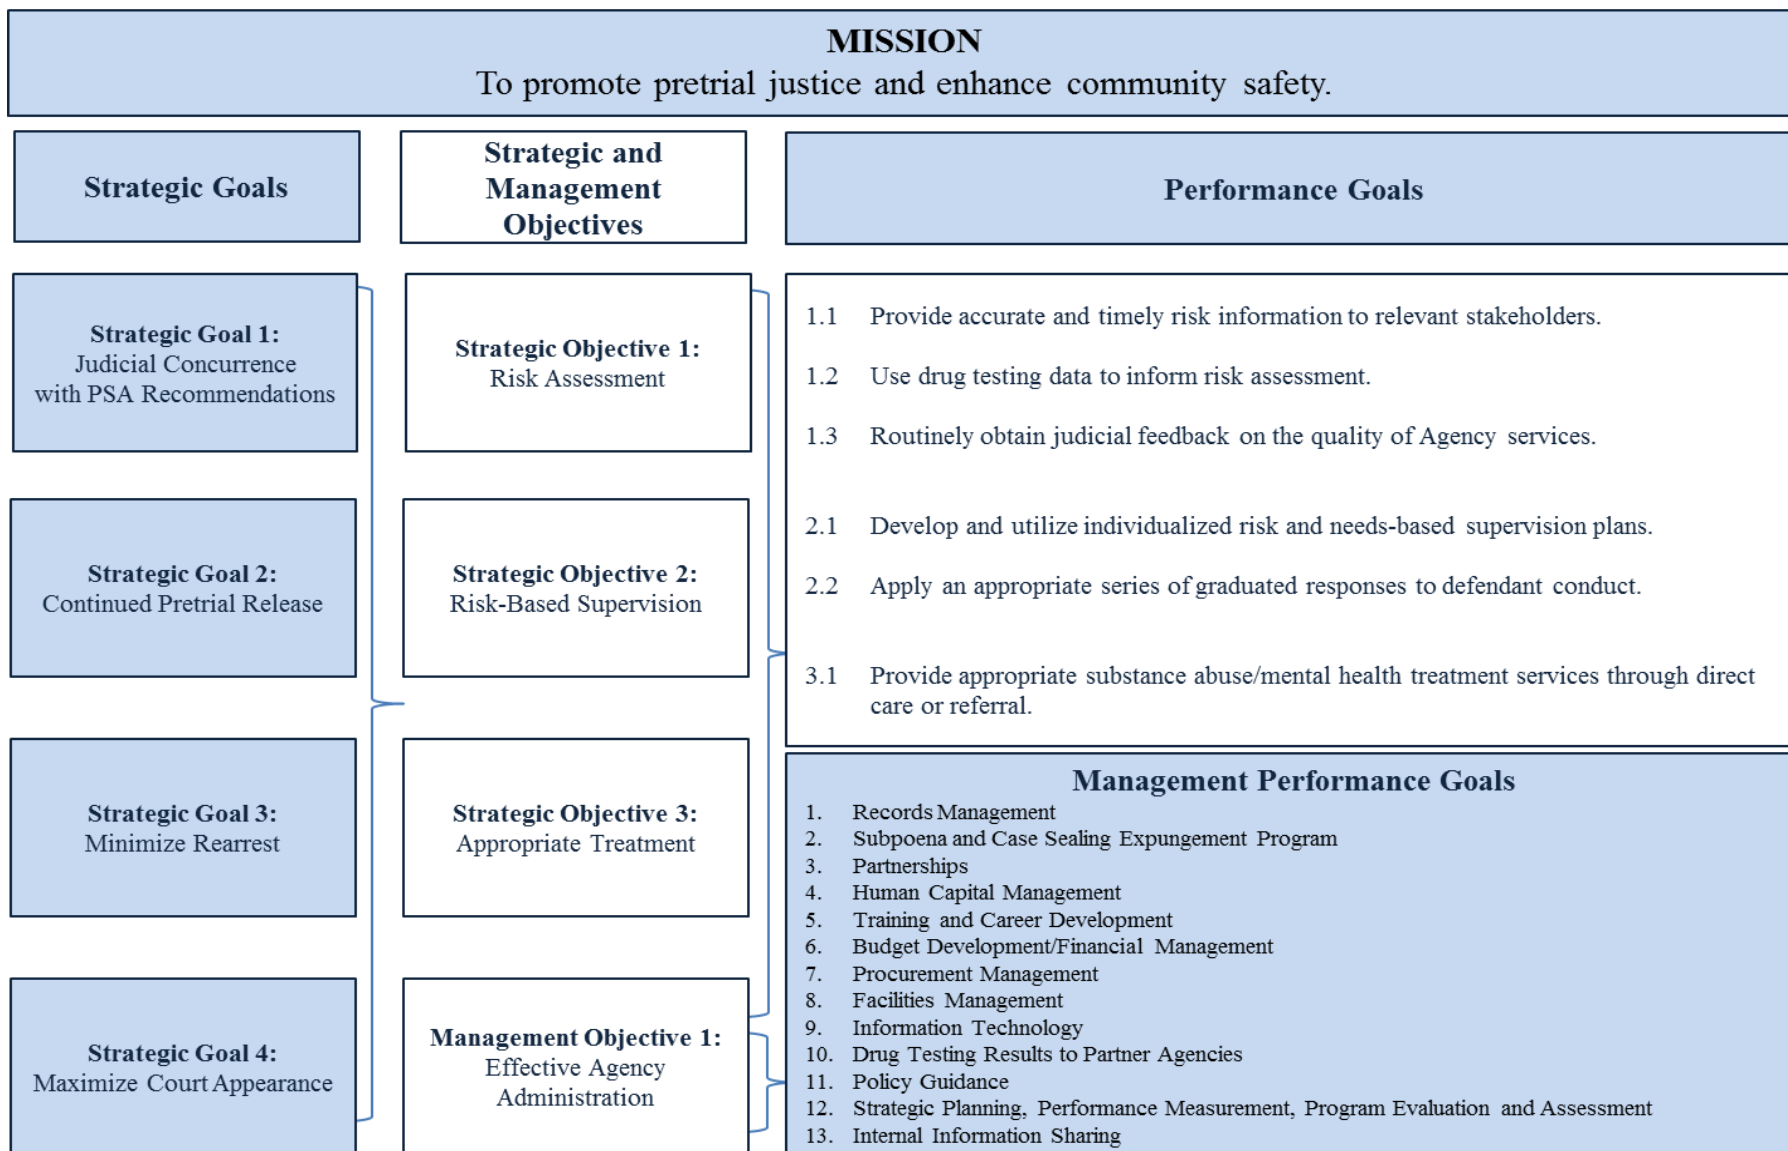 MISSION
To promote pretrial justice and enhance community safety.
Strategic Goals
Strategic and
Management
Objectives
Performance Goals
Strategic Goal 1:
Judicial Concurrence
with PSA Recommendations
Strategic Goal 2:
Continued Pretrial Release
Strategic Goal 3:
Minimize Rearrest
Strategic Goal 4:
Maximize Court Appearance
Strategic Objective 1:
Risk Assessment
Strategic Objective 2:
Risk-Based Supervision
Strategic Objective 3:
Appropriate Treatment
Management Objective 1:
Effective Agency
Administration
1.1 Provide accurate and timely risk information to relevant stakeholders.
1.2 Use drug testing data to inform risk assessment.
1.3 Routinely obtain judicial feedback on the quality of Agency services.
2.1 Develop and utilize individualized risk and needs-based supervision plans.
2.2 Apply an appropriate series of graduated responses to defendant conduct.
3.1 Provide appropriate substance abuse/mental health treatment services through direct
care or referral.
Management Performance Goals
1. Records Management
2. Subpoena and Case Sealing Expungement Program
3. Partnerships
4. Human Capital Management
5. Training and Career Development
6. Budget Development/Financial Management
7. Procurement Management
8. Facilities Management
9. Information Technology
10. Drug Testing Results to Partner Agencies
11. Policy Guidance
12. Strategic Planning, Performance Measurement, Program Evaluation and Assessment
13. Internal Information Sharing